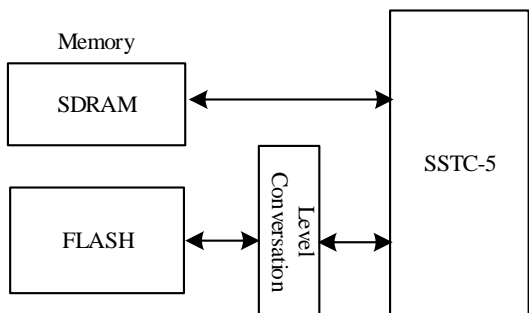 Memory
SDRAM
SSTC-5
FLASH
Level
Conversation